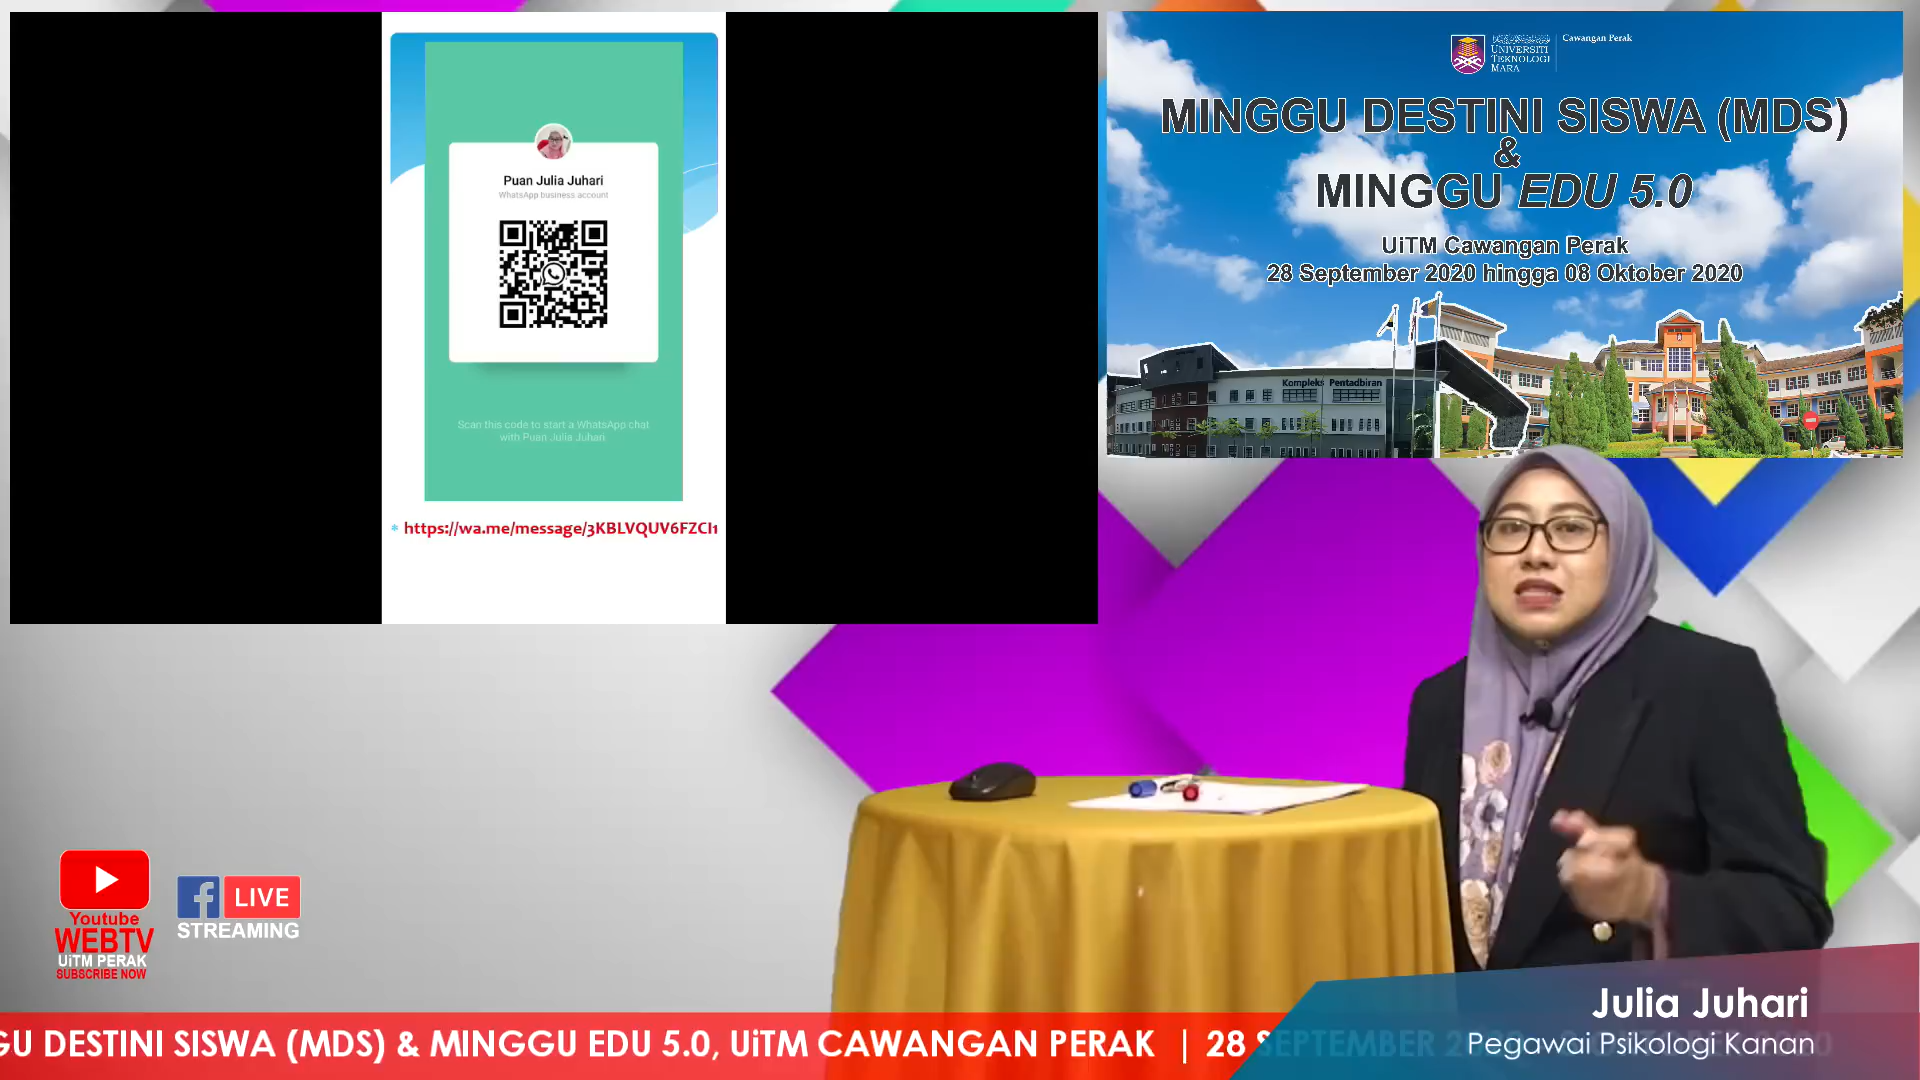 Puan Julia Juhari
WhatsApp business account
Scan this code to start a WhatsApp chat
with Puan Julia Juhari
* https://wa.me/message/3KBLVQUV6FZCI1
UNIVERSITI
TEKNOLOGI
MARA
Cawangan Perak
MINGGU DESTINI SISWA (MDS)
&
MINGGU EDU 5.0
UiTM Cawangan Perak
28 September 2020 hingga 08 Oktober 2020
Kompleks Pentadbiran
Youtube
WEBTV
UiTM PERAK
SUBSCRIBE NOW
f LIVE
STREAMING
Julia Juhari
Pegawai Psikologi Kanan
GU DESTINI SISWA (MDS) & MINGGU EDU 5.0, UiTM CAWANGAN PERAK | 28 SEPTEMBER